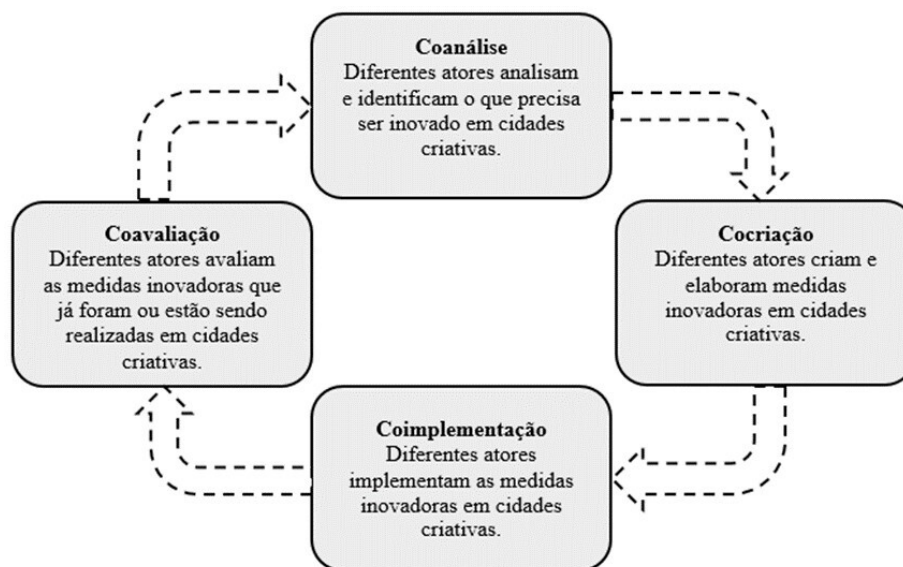 Coanálise
Diferentes atores analisam
e identificam o que precisa
ser inovado em cidades
criativas.
Cocriação
Diferentes atores criam e
elaboram medidas
inovadoras em cidades
criativas.
Coimplementação
Diferentes atores
implementam as medidas
inovadoras em cidades
criativas.
Coavaliação
Diferentes atores avaliam
as medidas inovadoras que
já foram ou estão sendo
realizadas em cidades
criativas.